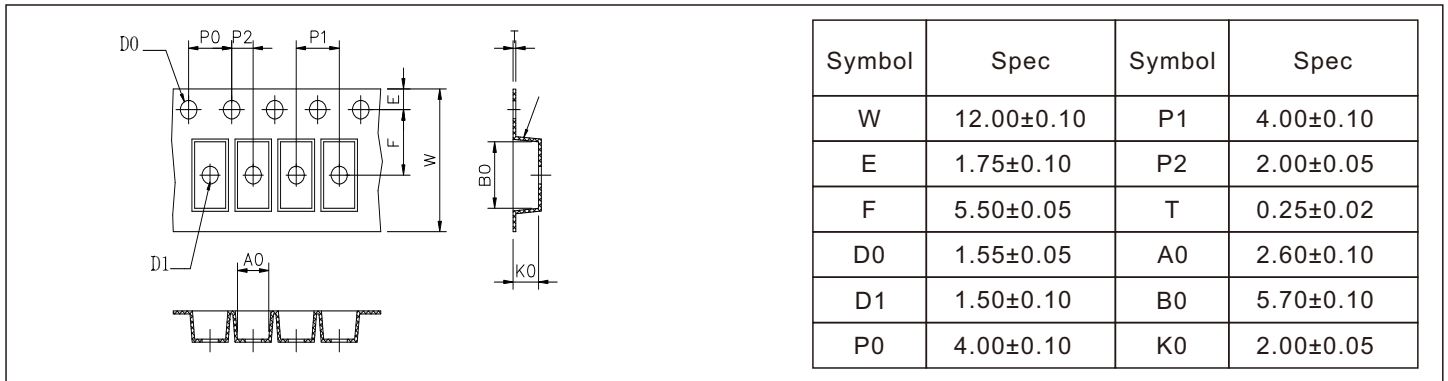 D0 P0 P2 P1 T
E
F
W
B0
D1 A0 K0
Symbol Spec Symbol Spec
W 12.00±0.10 P1 4.00±0.10
E 1.75±0.10 P2 2.00±0.05
F 5.50±0.05 T 0.25±0.02
D0 1.55±0.05 A0 2.60±0.10
D1 1.50±0.10 B0 5.70±0.10
P0 4.00±0.10 K0 2.00±0.05